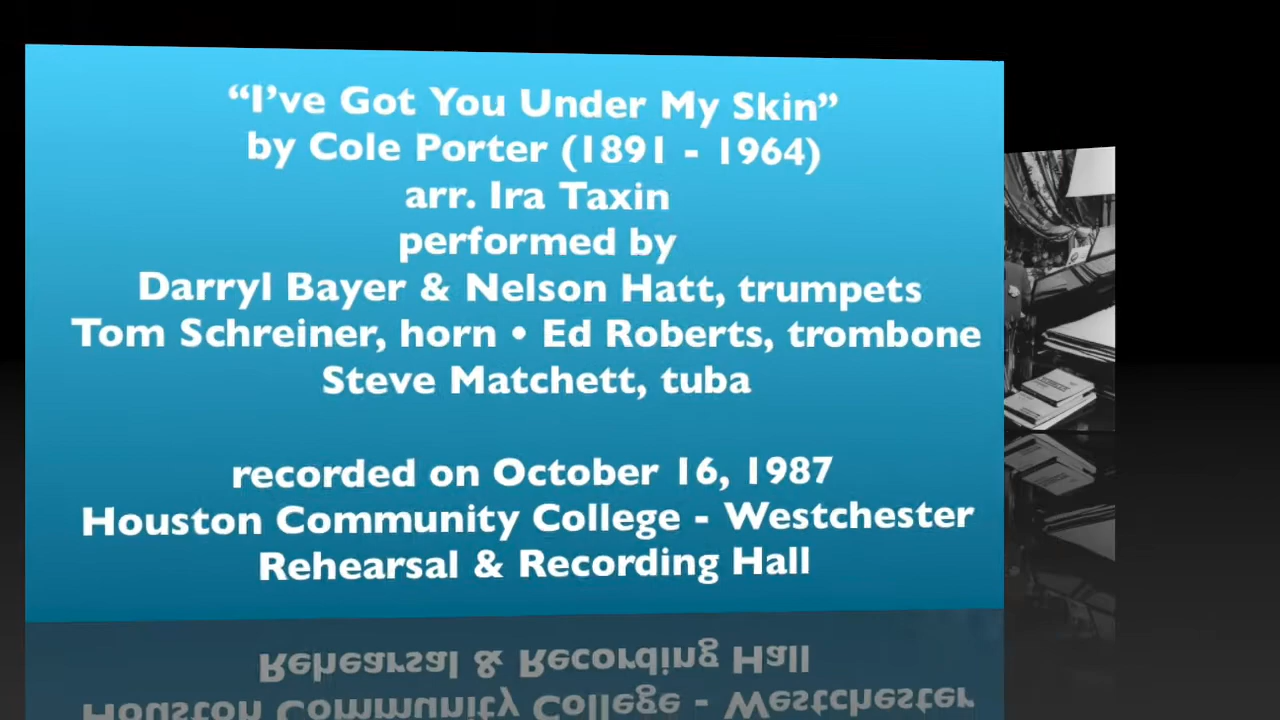 “I’ve Got You Under My Skin”
by Cole Porter (1891 - 1964)
arr. Ira Taxin
performed by
Darryl Bayer & Nelson Hatt, trumpets
Tom Schreiner, horn • Ed Roberts, trombone
Steve Matchett, tuba
recorded on October 16, 1987
Houston Community College - Westchester
Rehearsal & Recording Hall